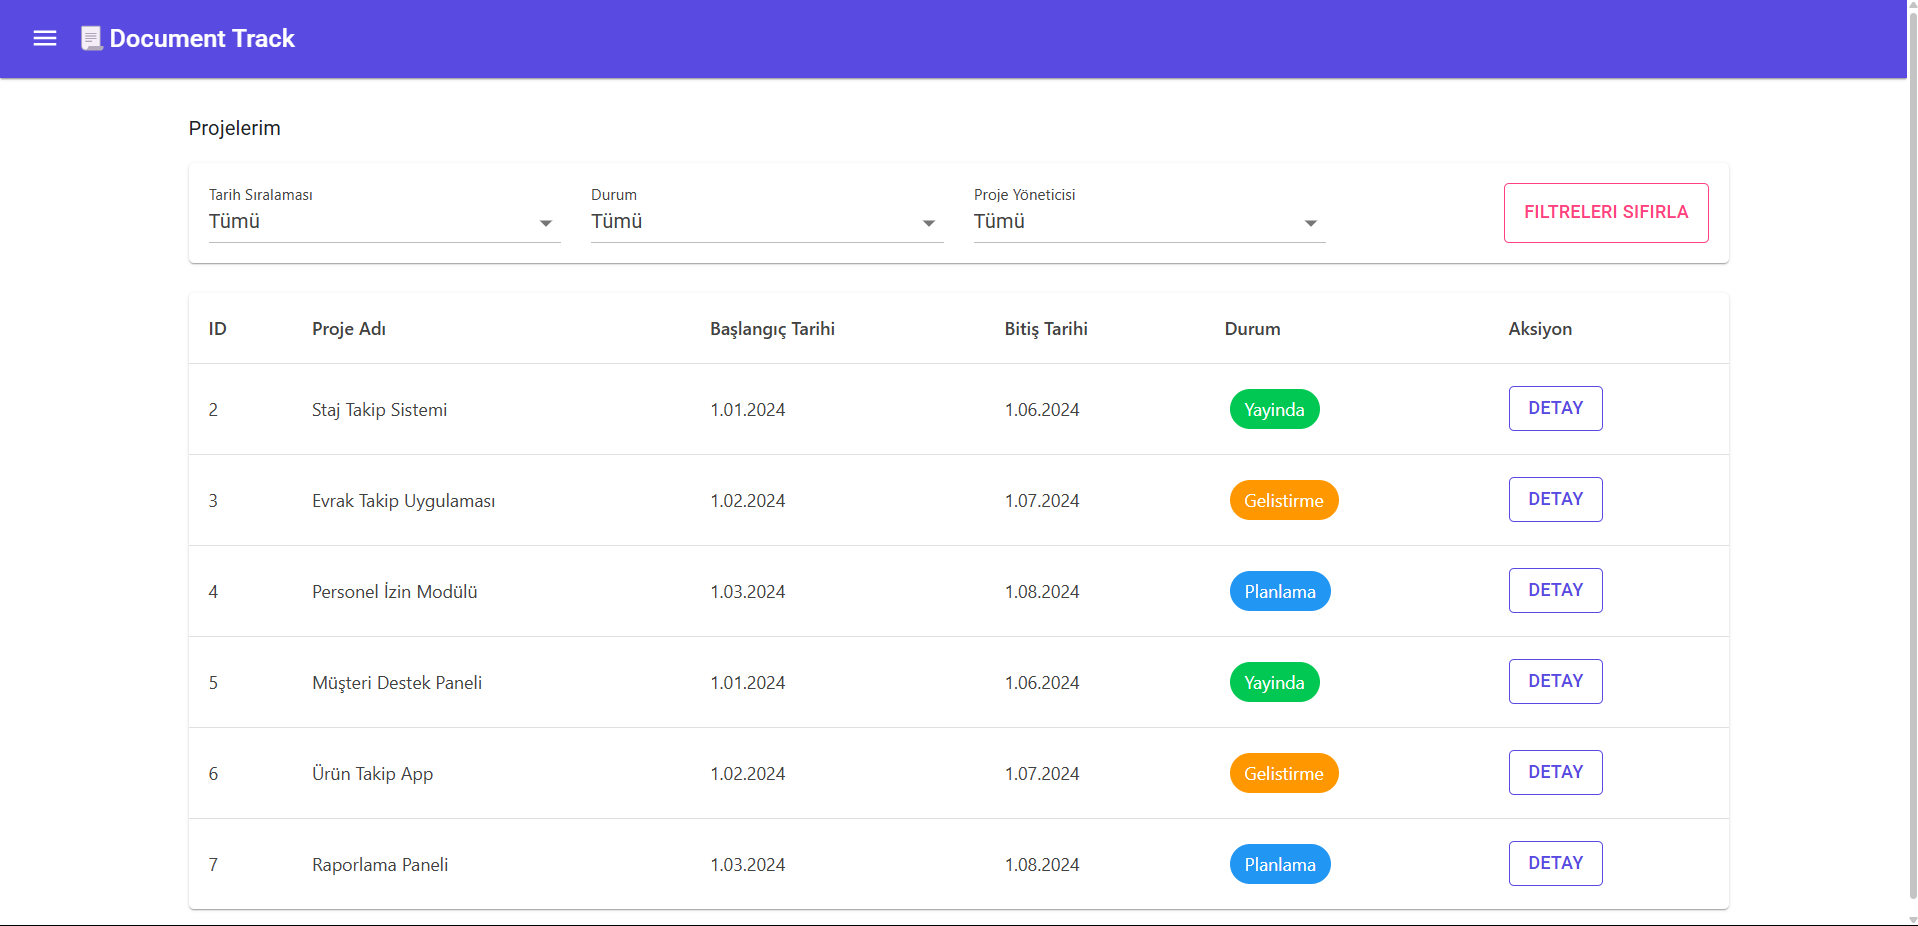 Document Track
Projelerim
Tarih Sıralaması
Tümü
Durum
Tümü
Proje Yöneticisi
Tümü
FILTRELERI SIFIRLA
ID Proje Adı Başlangıç Tarihi Bitiş Tarihi Durum Aksiyon
2 Staj Takip Sistemi 1.01.2024 1.06.2024 Yayinda DETAY
3 Evrak Takip Uygulaması 1.02.2024 1.07.2024 Gelistirme DETAY
4 Personel İzin Modülü 1.03.2024 1.08.2024 Planlama DETAY
5 Müşteri Destek Paneli 1.01.2024 1.06.2024 Yayinda DETAY
6 Ürün Takip App 1.02.2024 1.07.2024 Gelistirme DETAY
7 Raporlama Paneli 1.03.2024 1.08.2024 Planlama DETAY